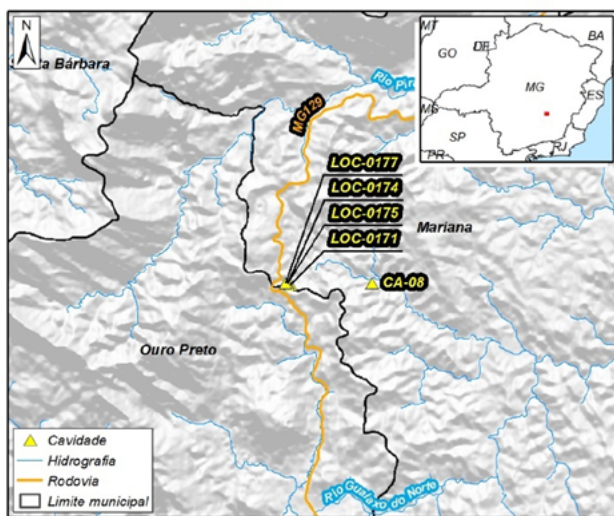 N
Bárbara
MG129
Rio Pira
MT
GO
DF
BA
MG
ES
MS
SP
RJ
PR
LOC-0177
LOC-0174
LOC-0175
LOC-0171
Mariana
CA-08
Ouro Preto
Cavidade
Hidrografia
Rodovia
Limite municipal
Rio Gualaxo do Norte